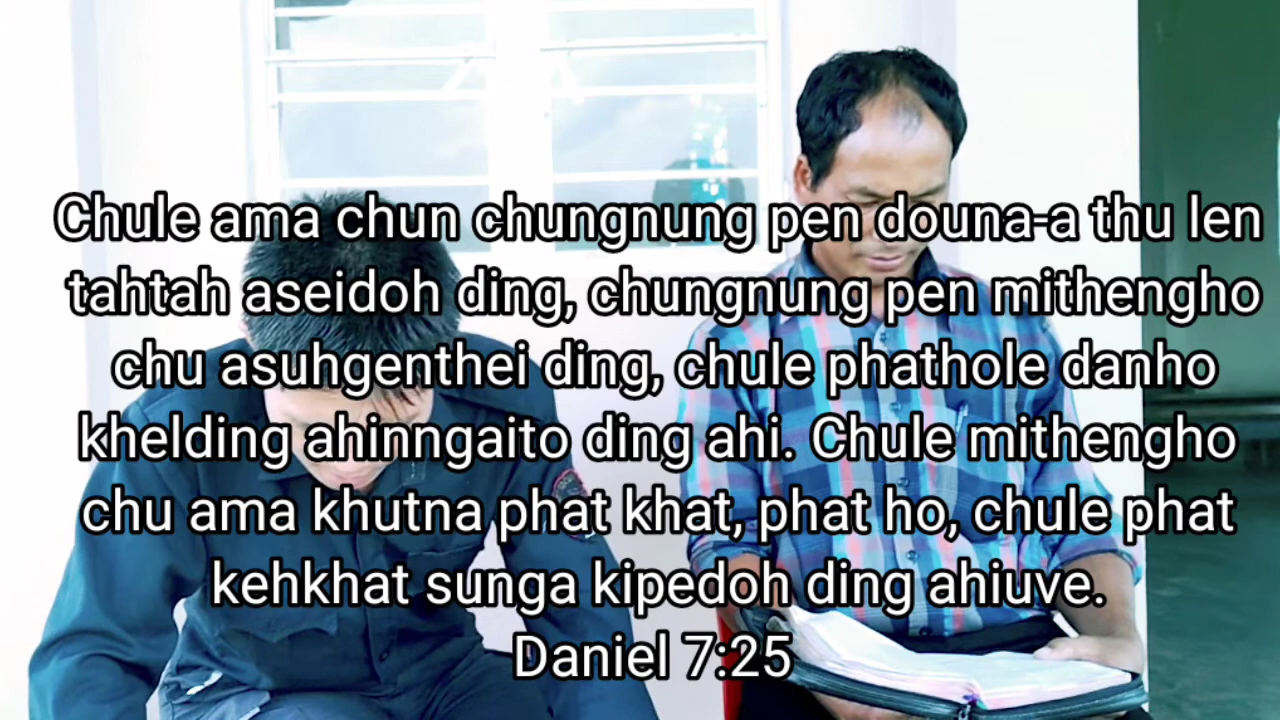 Chule ama chun chungnung pen douna-a thu len
tahtah aseidoh ding, chungnung pen mithengho
chu asuhgenthei ding, chule phathole danho
khelding ahinngaito ding ahi. Chule mithengho
chu ama khutna phat khat, phat ho, chule phat
kehkhat sunga kipedoh ding ahiuve.
Daniel 7:25